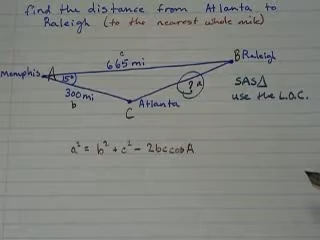 find the distance from Atlanta to
Raleigh (to the nearest whole mile)
c
665 mi
B Raleigh
Memphis A 15°
300 mi
b
? a
C Atlanta
SAS Δ
use the L.O.C.
a² = b² + c² - 2bc cos A